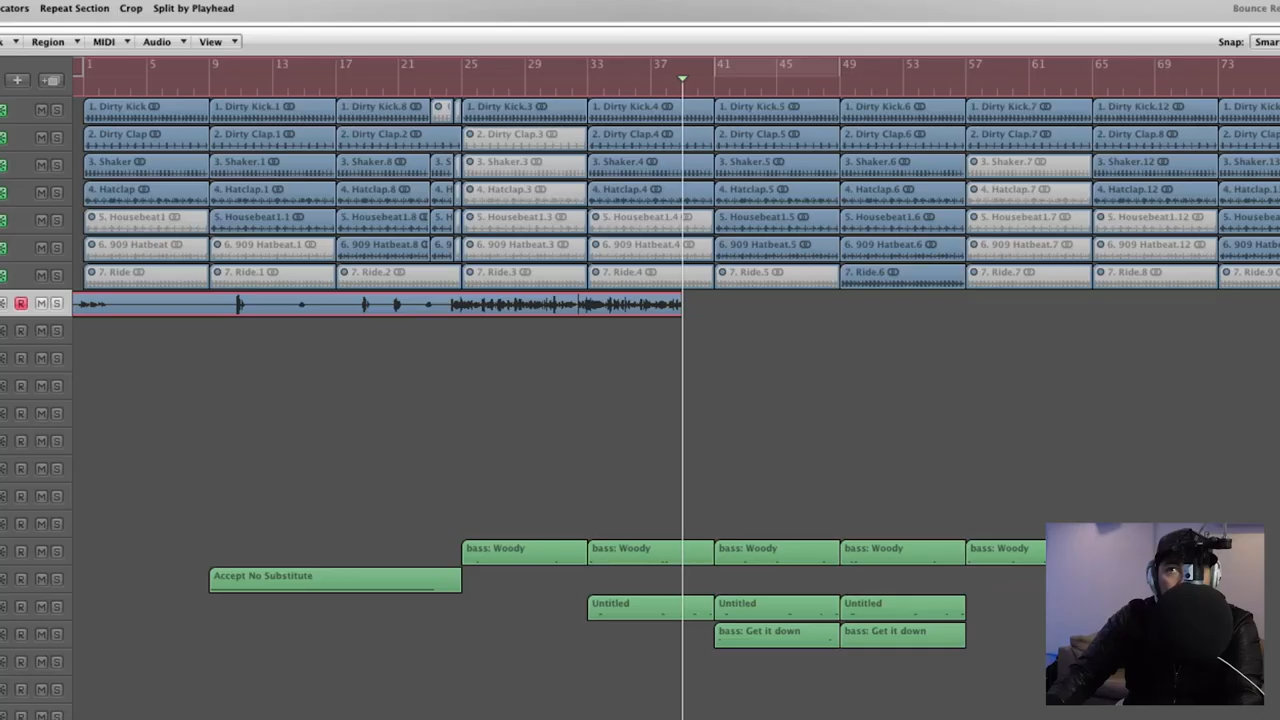 cators Repeat Section Crop Split by Playhead Bounce Re
Region MIDI Audio View Snap: Smar
1 5 9 13 17 21 25 29 33 37 41 45 49 53 57 61 65 69 73
M S 1. Dirty Kick 1. Dirty Kick.1 1. Dirty Kick.8 1. Dirty Kick.3 1. Dirty Kick.4 1. Dirty Kick.5 1. Dirty Kick.6 1. Dirty Kick.7 1. Dirty Kick.12 1. Dirty Kick
M S 2. Dirty Clap 2. Dirty Clap.1 2. Dirty Clap.2 2. Dirty Clap.3 2. Dirty Clap.4 2. Dirty Clap.5 2. Dirty Clap.6 2. Dirty Clap.7 2. Dirty Clap.8 2. Dirty Clap
M S 3. Shaker 3. Shaker.1 3. Shaker.8 3. S 3. Shaker.3 3. Shaker.4 3. Shaker.5 3. Shaker.6 3. Shaker.7 3. Shaker.12 3. Shaker.13
M S 4. Hatclap 4. Hatclap.1 4. Hatclap.8 4. H 4. Hatclap.3 4. Hatclap.4 4. Hatclap.5 4. Hatclap.6 4. Hatclap.7 4. Hatclap.12 4. Hatclap.1
M S 5. Housebeat1 5. Housebeat1.1 5. Housebeat1.8 5. H 5. Housebeat1.3 5. Housebeat1.4 5. Housebeat1.5 5. Housebeat1.6 5. Housebeat1.7 5. Housebeat1.12 5. Housebea
M S 6. 909 Hatbeat 6. 909 Hatbeat.1 6. 909 Hatbeat.8 6. 9 6. 909 Hatbeat.3 6. 909 Hatbeat.4 6. 909 Hatbeat.5 6. 909 Hatbeat.6 6. 909 Hatbeat.7 6. 909 Hatbeat.12 6. 909 Hatb
M S 7. Ride 7. Ride.1 7. Ride.2 7. Ride.3 7. Ride.4 7. Ride.5 7. Ride.6 7. Ride.7 7. Ride.8 7. Ride.9
R M S
R M S
R M S
R M S
R M S
R M S
R M S
R M S
R M S
R M S bass: Woody bass: Woody bass: Woody bass: Woody bass: Woody
R M S Accept No Substitute
R M S Untitled Untitled Untitled
R M S bass: Get it down bass: Get it down
R M S
R M S
R M S